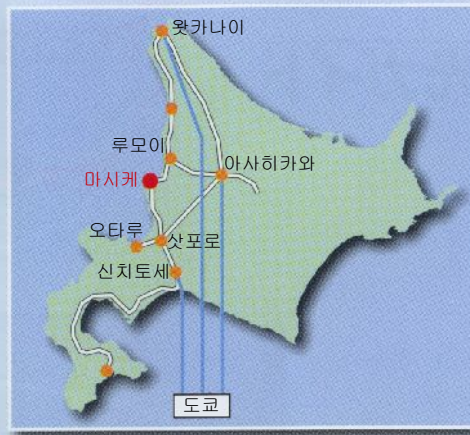 왓카나이
루모이
아사히카와
마시케
오타루
삿포로
신치토세
도쿄